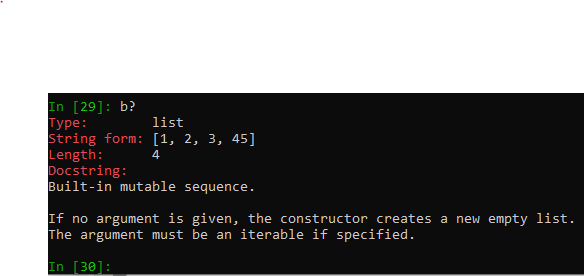 In [29]: b?
Type:        list
String form: [1, 2, 3, 45]
Length:      4
Docstring:
Built-in mutable sequence.
If no argument is given, the constructor creates a new empty list.
The argument must be an iterable if specified.
In [30]: